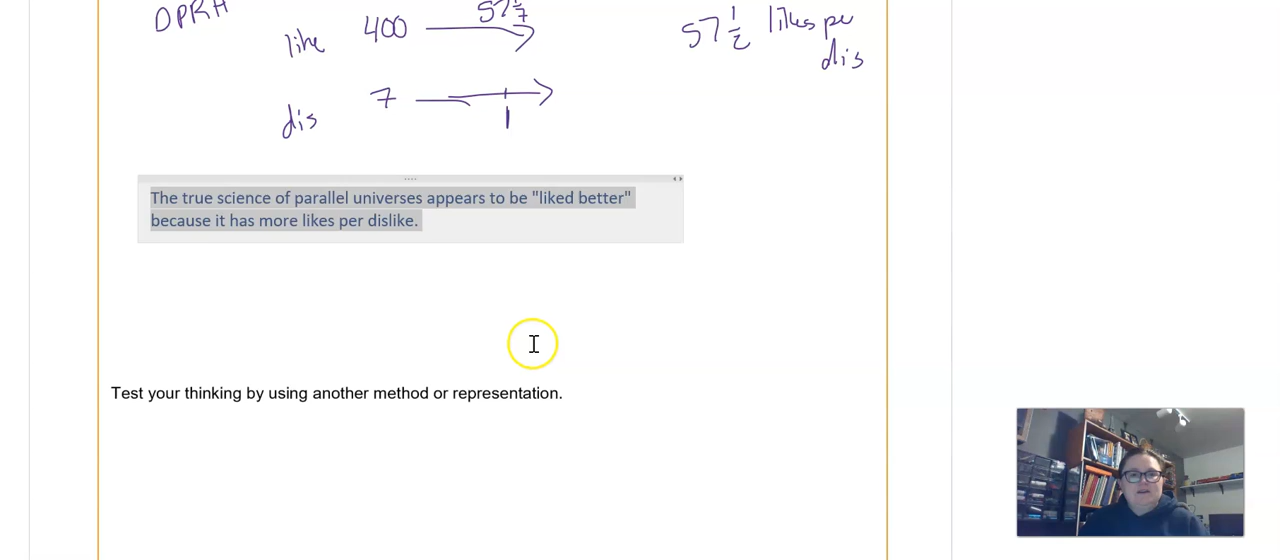 OPRH
57 1/7
like 400
57 1/2 likes per
dis
dis 7
1
The true science of parallel universes appears to be "liked better"
because it has more likes per dislike.
Test your thinking by using another method or representation.